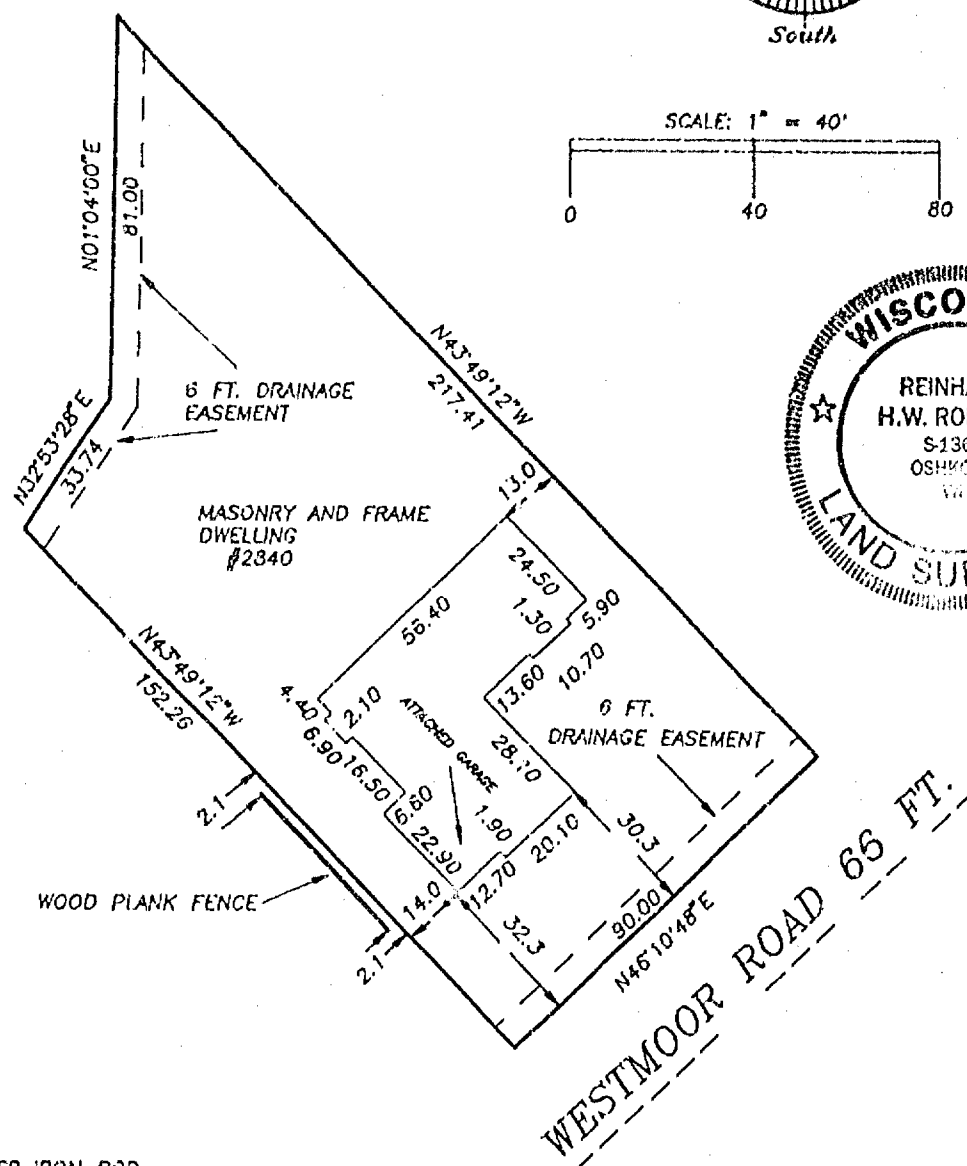 South
SCALE: 1" = 40'
0 40 80
N01°04'00"E
81.00
6 FT. DRAINAGE
EASEMENT
N32°53'28"E
33.74
N43°49'12"W
217.41
WISCO
REINHA
H.W. RO
S-136
OSHKO
LAND SU
MASONRY AND FRAME
DWELLING
#2340
13.0
24.50
1.30
5.90
56.40
13.60
10.70
N43°49'12"W
152.26
4.40
2.10
6.90
16.50
ATTACHED GARAGE
6 FT.
DRAINAGE EASEMENT
28.10
6.60
22.90
1.90
20.10
30.3
2.1
WOOD PLANK FENCE
14.0
12.70
32.3
90.00
N46°10'48"E
2.1
WESTMOOR ROAD 66 FT.
IRON ROD